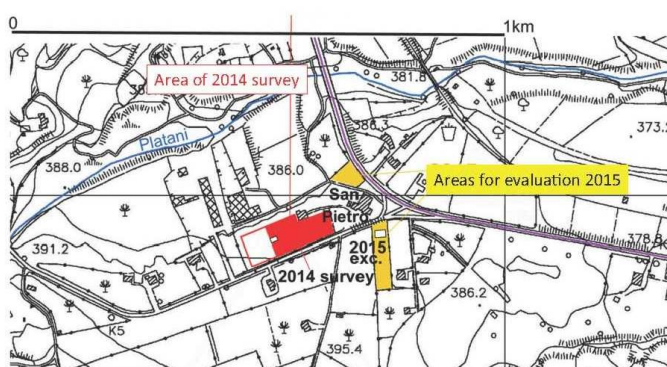 0
1km
Area of 2014 survey
381.8
386.3
373.
Platani
388.0
386.0
Areas for evaluation 2015
San
Pietro
391.2
2015
exc.
378.8
2014 survey
386.2
K5
395.4